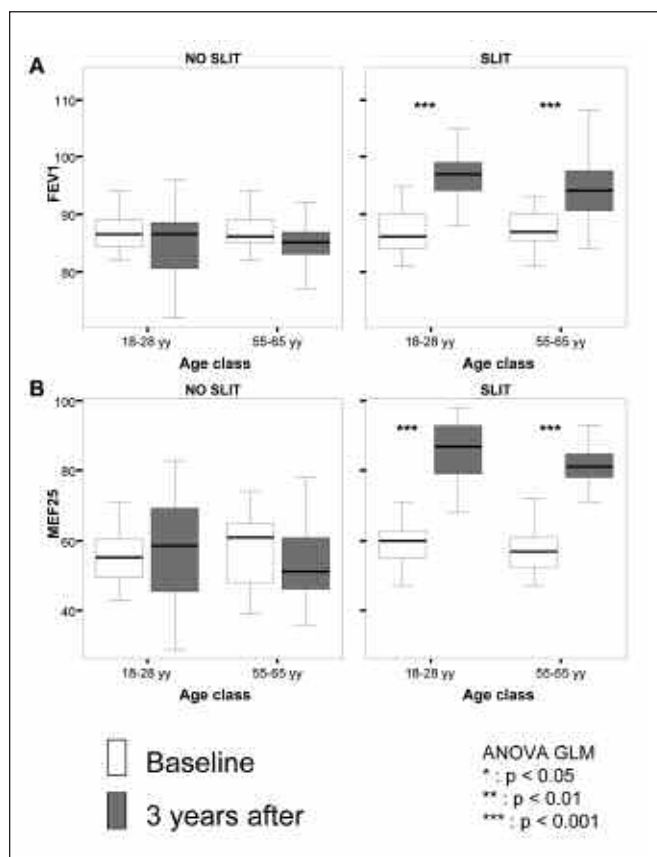 A
NO SLIT
SLIT
FEV1
110
100
90
80
***
***
18-28 yy
55-65 yy
18-28 yy
55-65 yy
Age class
Age class
B
NO SLIT
SLIT
MEF25
100
80
60
40
***
***
18-28 yy
55-65 yy
18-28 yy
55-65 yy
Age class
Age class
Baseline
3 years after
ANOVA GLM
* : p < 0.05
** : p < 0.01
*** : p < 0.001